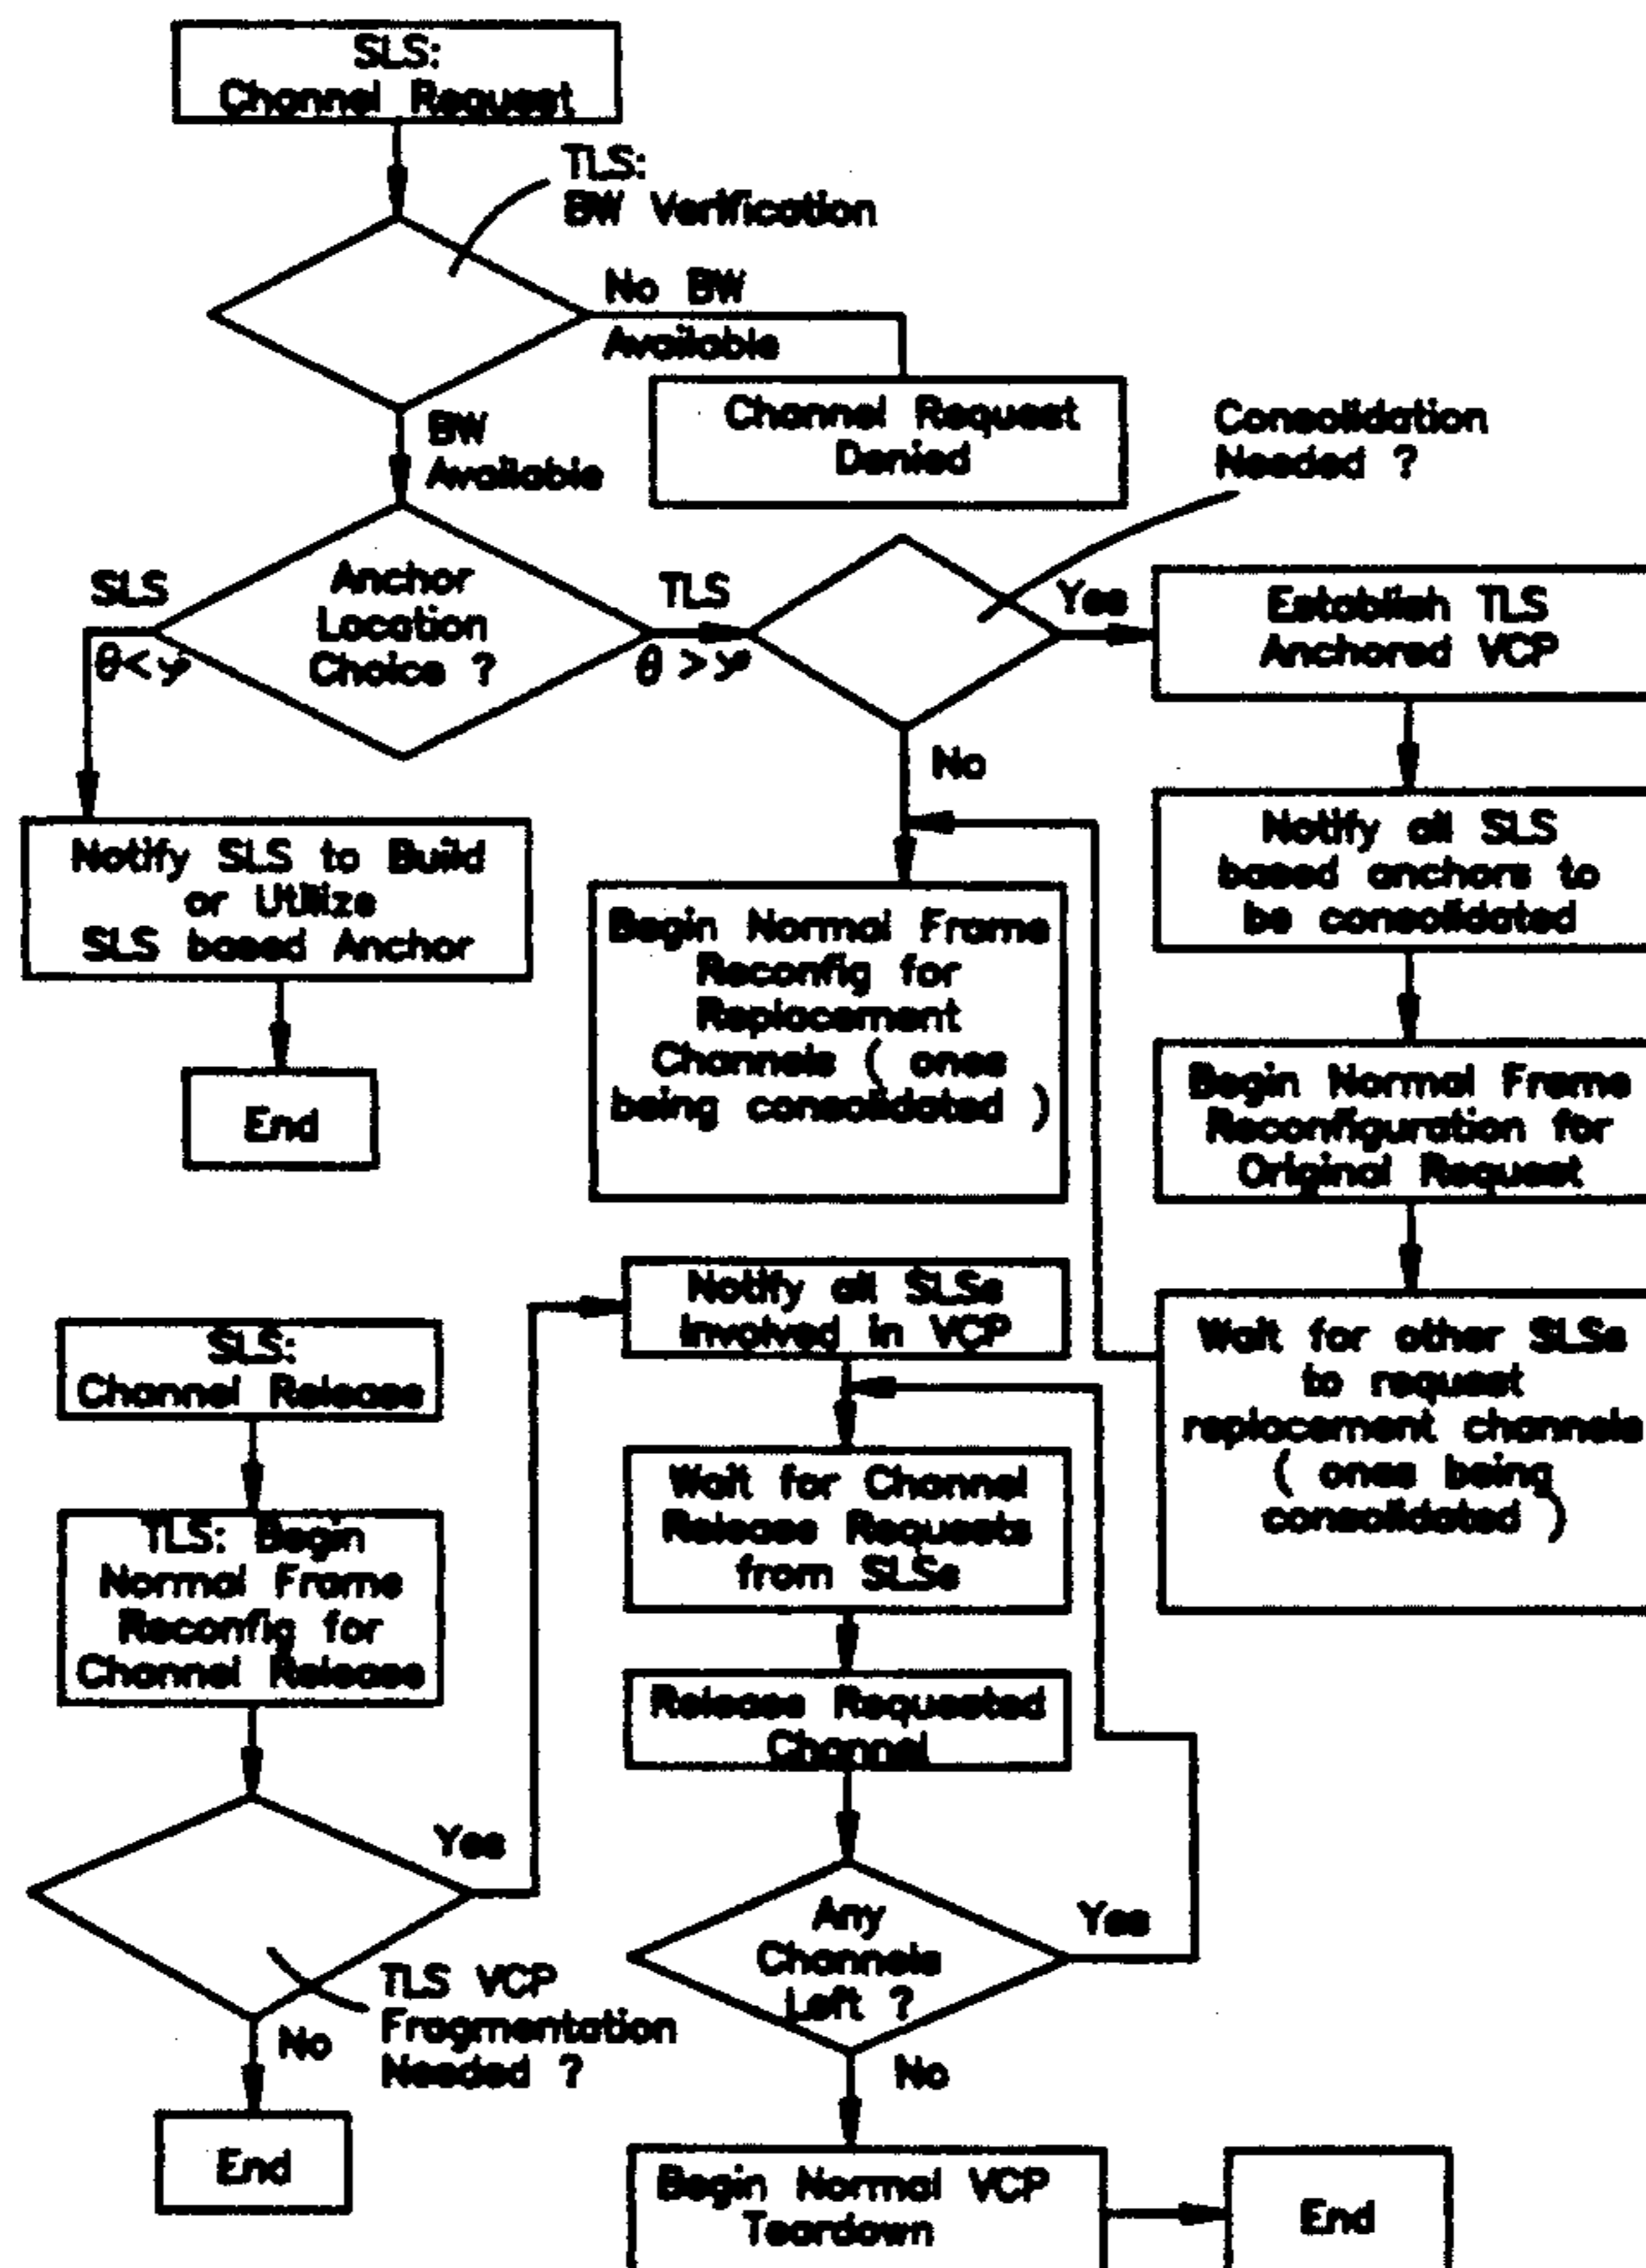 SLS:
Channel Request
TLS:
BW Verification
No BW
Available
Channel Request
Denied
BW
Available
Consolidation
Needed ?
SLS
Anchor
Location
Choice ?
TLS
Yes
Establish TLS
Anchored VCP
No
Notify SLS to Build
or Utilize
SLS based Anchor
End
Begin Normal Frame
Reconfig for
Replacement
Channels ( ones
being consolidated )
Notify all SLS
based anchors to
be consolidated
Begin Normal Frame
Reconfiguration for
Original Request
Wait for other SLSs
to request
replacement channels
( ones being
consolidated )
SLS:
Channel Release
TLS: Begin
Normal Frame
Reconfig for
Channel Release
Yes
TLS VCP
Fragmentation
Needed ?
No
End
Notify all SLSs
involved in VCP
Wait for Channel
Release Requests
from SLSs
Release Requested
Channel
Any
Channels
Left ?
Yes
No
Begin Normal VCP
Teardown
End